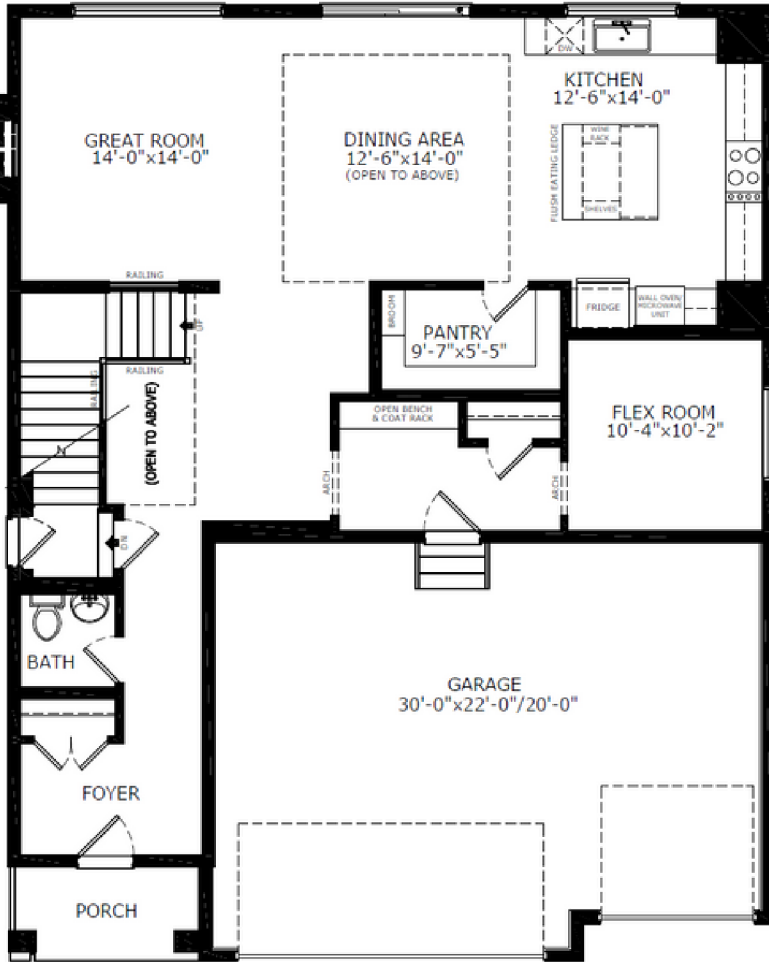 DW
KITCHEN
12'-6"x14'-0"
GREAT ROOM
14'-0"x14'-0"
DINING AREA
12'-6"x14'-0"
(OPEN TO ABOVE)
FLUSH EATING LEDGE
WINE
RACK
SHELVES
RAILING
UP
FRIDGE
WALL OVEN/
MICROWAVE
UNIT
BROOM
PANTRY
9'-7"x5'-5"
RAILING
RAILING
(OPEN TO ABOVE)
OPEN BENCH
& COAT RACK
FLEX ROOM
10'-4"x10'-2"
ARCH
ARCH
DN
BATH
GARAGE
30'-0"x22'-0"/20'-0"
FOYER
PORCH